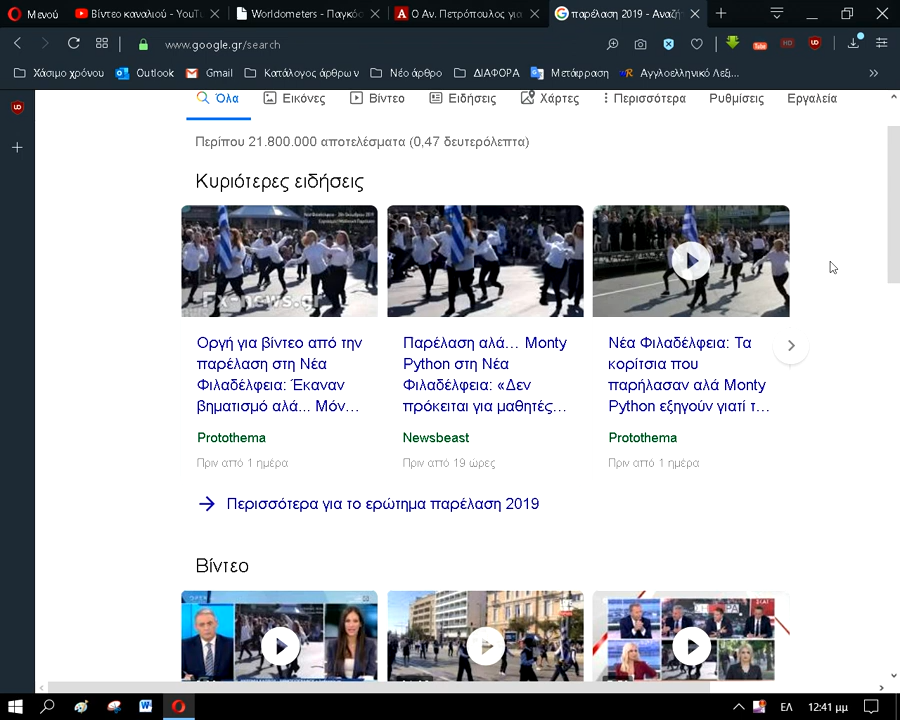 Μενού
Βίντεο καναλιού - YouTu
Worldometers - Παγκός
Ο Αν. Πετρόπουλος για
παρέλαση 2019 - Αναζή
www.google.gr/search
Χάσιμο χρόνου
Outlook
Gmail
Κατάλογος άρθρων
Νέο άρθρο
ΔΙΑΦΟΡΑ
Μετάφραση
Αγγλοελληνικό Λεξ...
Όλα
Εικόνες
Βίντεο
Ειδήσεις
Χάρτες
Περισσότερα
Ρυθμίσεις
Εργαλεία
Περίπου 21.800.000 αποτελέσματα (0,47 δευτερόλεπτα)
Κυριότερες ειδήσεις
Fx-news.gr
Οργή για βίντεο από την
παρέλαση στη Νέα
Φιλαδέλφεια: Έκαναν
βηματισμό αλά... Μόν...
Protothema
Πριν από 1 ημέρα
Παρέλαση αλά… Monty
Python στη Νέα
Φιλαδέλφεια: «Δεν
πρόκειται για μαθητές...
Newsbeast
Πριν από 19 ώρες
Νέα Φιλαδέλφεια: Τα
κορίτσια που
παρήλασαν αλά Monty
Python εξηγούν γιατί τ...
Protothema
Πριν από 1 ημέρα
Περισσότερα για το ερώτημα παρέλαση 2019
Βίντεο
ΕΛ
12:41 μμ